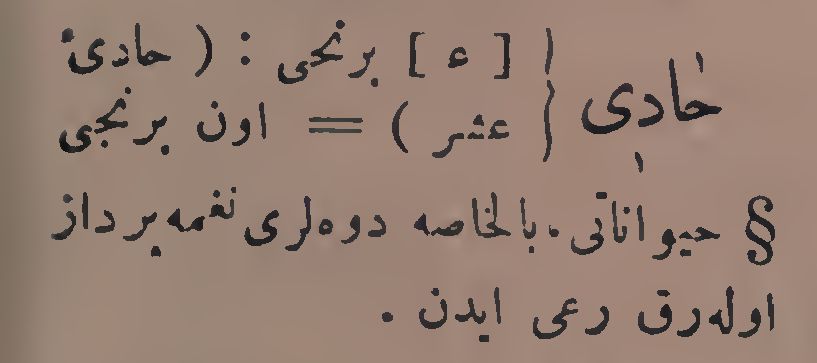 حادی { [ ء ] برنجی : ( حادیٔ
عشر ) = اون برنجی
§ حیواناتی، بالخاصه دوه‌لری نغمه‌پرداز
اوله‌رق رعی ایدن .